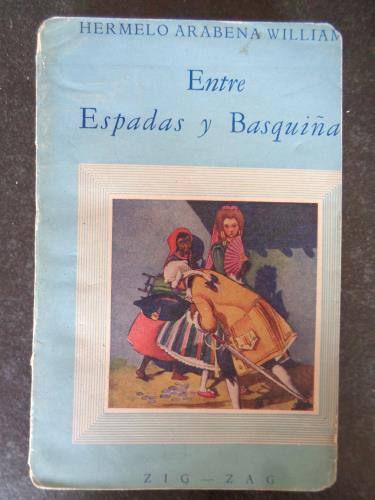 HERMELO ARABENA WILLIAM
Entre
Espadas y Basquiña
ZIG-ZAG